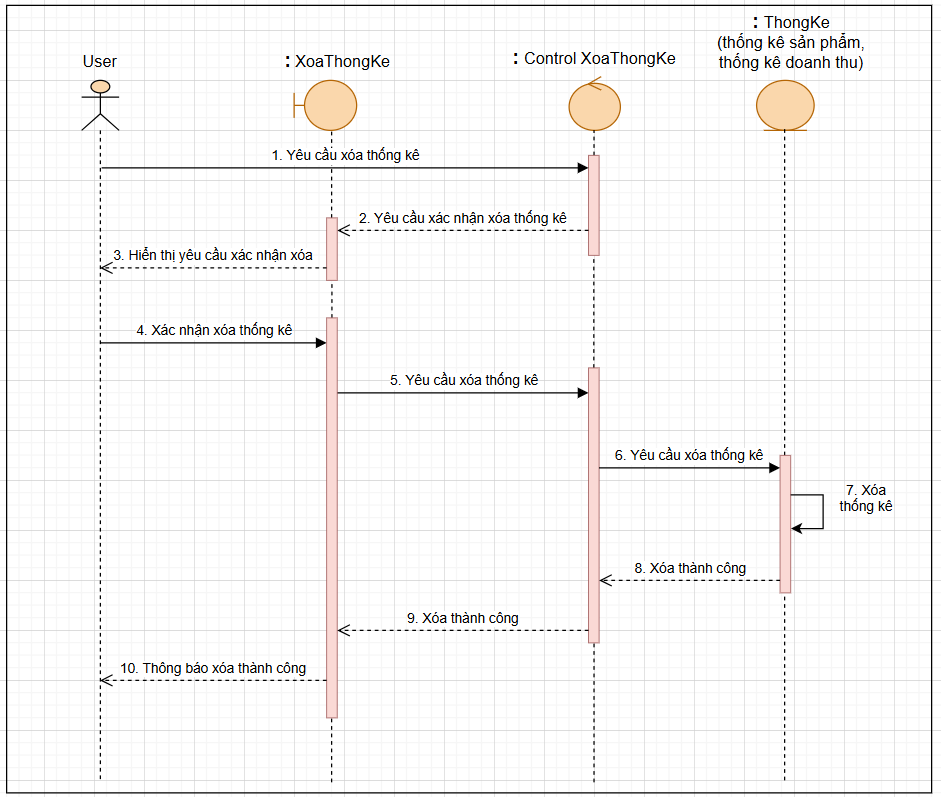 : ThongKe
(thống kê sản phẩm,
thống kê doanh thu)
User
: XoaThongKe
: Control XoaThongKe
1. Yêu cầu xóa thống kê
2. Yêu cầu xác nhận xóa thống kê
3. Hiển thị yêu cầu xác nhận xóa
4. Xác nhận xóa thống kê
5. Yêu cầu xóa thống kê
6. Yêu cầu xóa thống kê
7. Xóa
thống kê
8. Xóa thành công
9. Xóa thành công
10. Thông báo xóa thành công